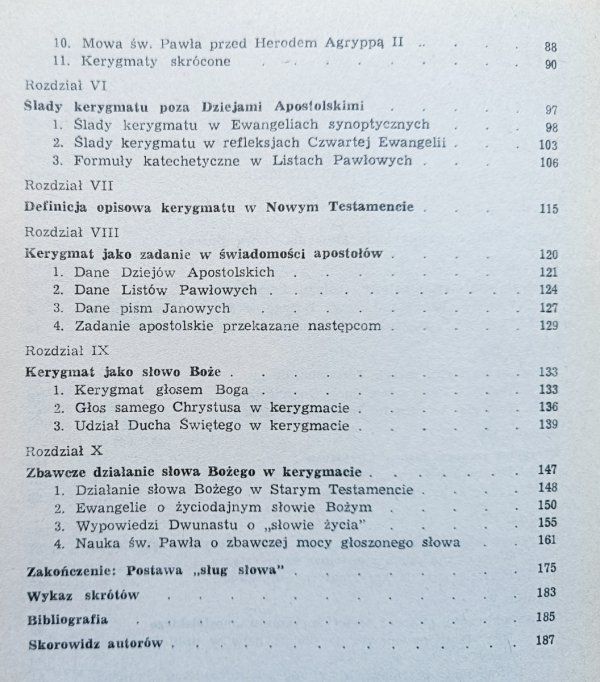 10. Mowa św. Pawła przed Herodem Agryppą II . . . . . 88
11. Kerygmaty skrócone . . . . . . . 90
Rozdział VI
Ślady kerygmatu poza Dziejami Apostolskimi . . . . . 97
1. Ślady kerygmatu w Ewangeliach synoptycznych . . . 98
2. Ślady kerygmatu w refleksjach Czwartej Ewangelii . . . 103
3. Formuły katechetyczne w Listach Pawłowych . . . . 106
Rozdział VII
Definicja opisowa kerygmatu w Nowym Testamencie . . . 115
Rozdział VIII
Kerygmat jako zadanie w świadomości apostołów . . . . 120
1. Dane Dziejów Apostolskich . . . . . . . 121
2. Dane Listów Pawłowych . . . . . . . . 124
3. Dane pism Janowych . . . . . . . . 127
4. Zadanie apostolskie przekazane następcom . . . . 129
Rozdział IX
Kerygmat jako słowo Boże . . . . . . . . 133
1. Kerygmat głosem Boga . . . . . . . . 133
2. Głos samego Chrystusa w kerygmacie . . . . . 136
3. Udział Ducha Świętego w kerygmacie . . . . . 139
Rozdział X
Zbawcze działanie słowa Bożego w kerygmacie . . . . . 147
1. Działanie słowa Bożego w Starym Testamencie . . . . 148
2. Ewangelie o życiodajnym słowie Bożym . . . . . 150
3. Wypowiedzi Dwunastu o „słowie życia” . . . . . 155
4. Nauka św. Pawła o zbawczej mocy głoszonego słowa . . 161
Zakończenie: Postawa „sług słowa” . . . . . . . 175
Wykaz skrótów . . . . . . . . . . 183
Bibliografia . . . . . . . . . . . 185
Skorowidz autorów . . . . . . . . . . 187